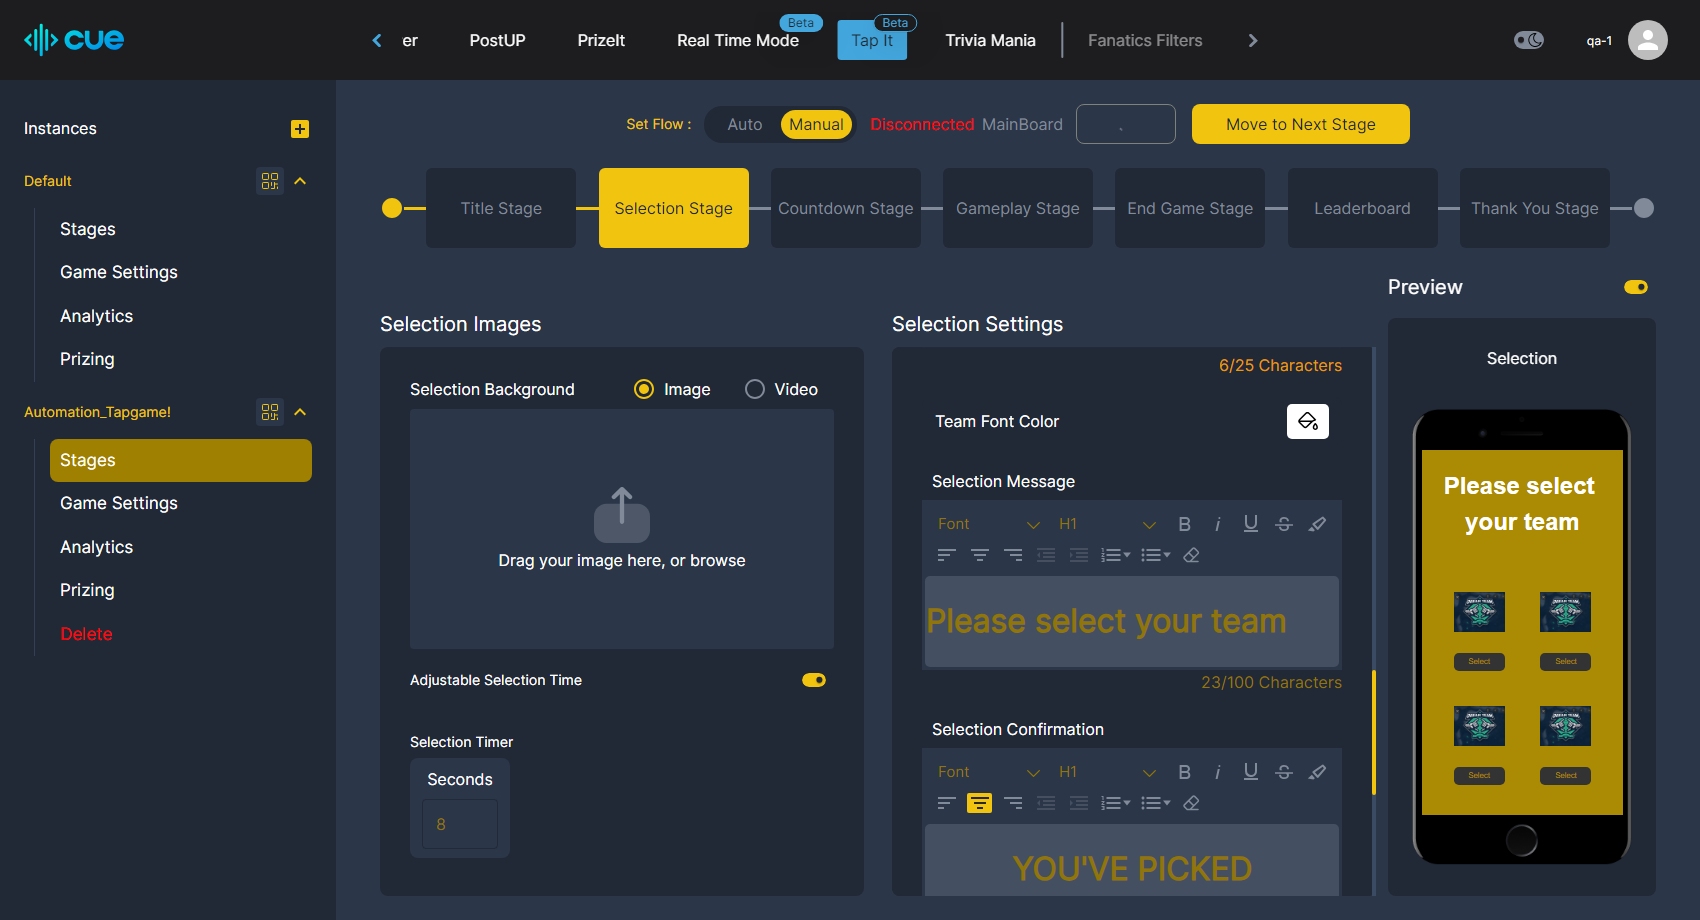 cue
er
PostUP
PrizeIt
Real Time Mode
Beta
Tap It
Beta
Trivia Mania
Fanatics Filters
qa-1
Instances
Default
Stages
Game Settings
Analytics
Prizing
Automation_Tapgame!
Stages
Game Settings
Analytics
Prizing
Delete
Set Flow :
Auto
Manual
Disconnected MainBoard
Move to Next Stage
Title Stage
Selection Stage
Countdown Stage
Gameplay Stage
End Game Stage
Leaderboard
Thank You Stage
Selection Images
Selection Background
Image
Video
Drag your image here, or browse
Adjustable Selection Time
Selection Timer
Seconds
8
Selection Settings
6/25 Characters
Team Font Color
Selection Message
Font
H1
Please select your team
23/100 Characters
Selection Confirmation
Font
H1
YOU'VE PICKED
Preview
Selection
Please select
your team
Select
Select
Select
Select